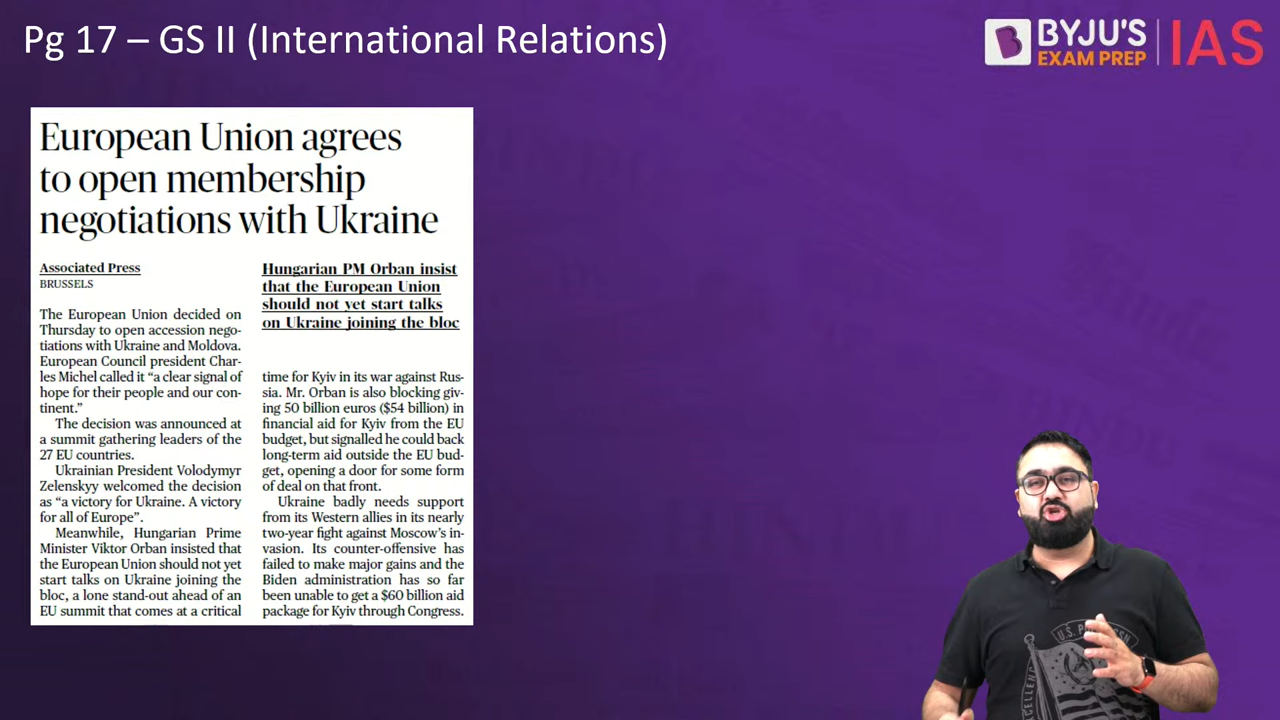 Pg 17 – GS II (International Relations)
BYJU'S
EXAM PREP
IAS
European Union agrees
to open membership
negotiations with Ukraine
Associated Press
BRUSSELS
The European Union decided on
Thursday to open accession nego-
tiations with Ukraine and Moldova.
European Council president Char-
les Michel called it “a clear signal of
hope for their people and our con-
tinent.”
The decision was announced at
a summit gathering leaders of the
27 EU countries.
Ukrainian President Volodymyr
Zelenskyy welcomed the decision
as “a victory for Ukraine. A victory
for all of Europe”.
Meanwhile, Hungarian Prime
Minister Viktor Orban insisted that
the European Union should not yet
start talks on Ukraine joining the
bloc, a lone stand-out ahead of an
EU summit that comes at a critical
Hungarian PM Orban insist
that the European Union
should not yet start talks
on Ukraine joining the bloc
time for Kyiv in its war against Rus-
sia. Mr. Orban is also blocking giv-
ing 50 billion euros ($54 billion) in
financial aid for Kyiv from the EU
budget, but signalled he could back
long-term aid outside the EU bud-
get, opening a door for some form
of deal on that front.
Ukraine badly needs support
from its Western allies in its nearly
two-year fight against Moscow's in-
vasion. Its counter-offensive has
failed to make major gains and the
Biden administration has so far
been unable to get a $60 billion aid
package for Kyiv through Congress.